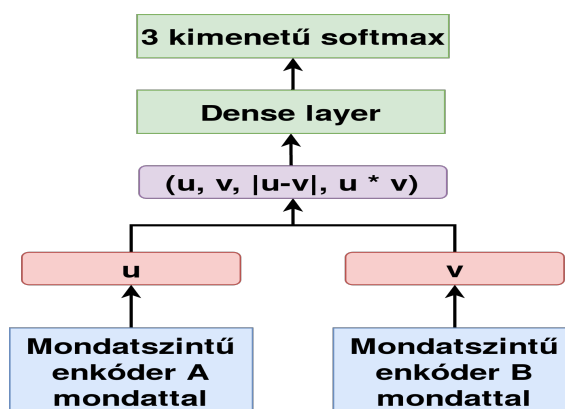 3 kimenetű softmax
Dense layer
(u, v, |u-v|, u * v)
u
v
Mondatszintű
enkóder A
mondattal
Mondatszintű
enkóder B
mondattal